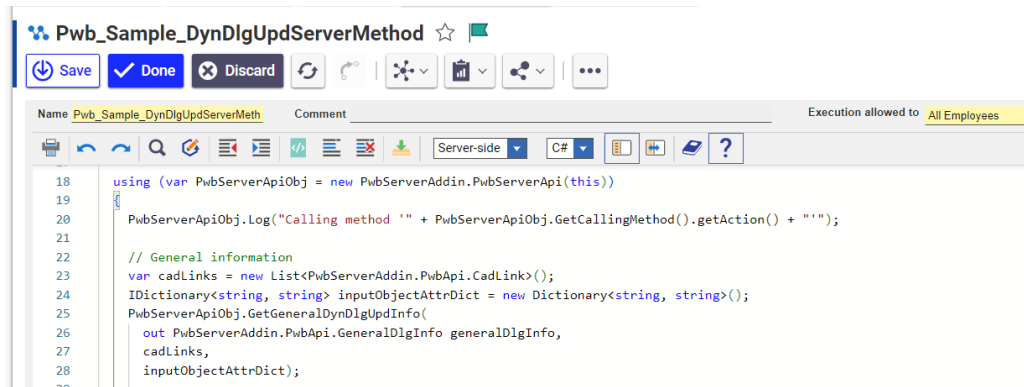 Pwb_Sample_DynDlgUpdServerMethod
Save Done Discard
Name Pwb_Sample_DynDlgUpdServerMeth Comment Execution allowed to All Employees
Server-side C# ?
18 using (var PwbServerApiObj = new PwbServerAddin.PwbServerApi(this))
19 {
20 PwbServerApiObj.Log("Calling method '" + PwbServerApiObj.GetCallingMethod().getAction() + "'");
21
22 // General information
23 var cadLinks = new List<PwbServerAddin.PwbApi.CadLink>();
24 IDictionary<string, string> inputObjectAttrDict = new Dictionary<string, string>();
25 PwbServerApiObj.GetGeneralDynDlgUpdInfo(
26 out PwbServerAddin.PwbApi.GeneralDlgInfo generalDlgInfo,
27 cadLinks,
28 inputObjectAttrDict);